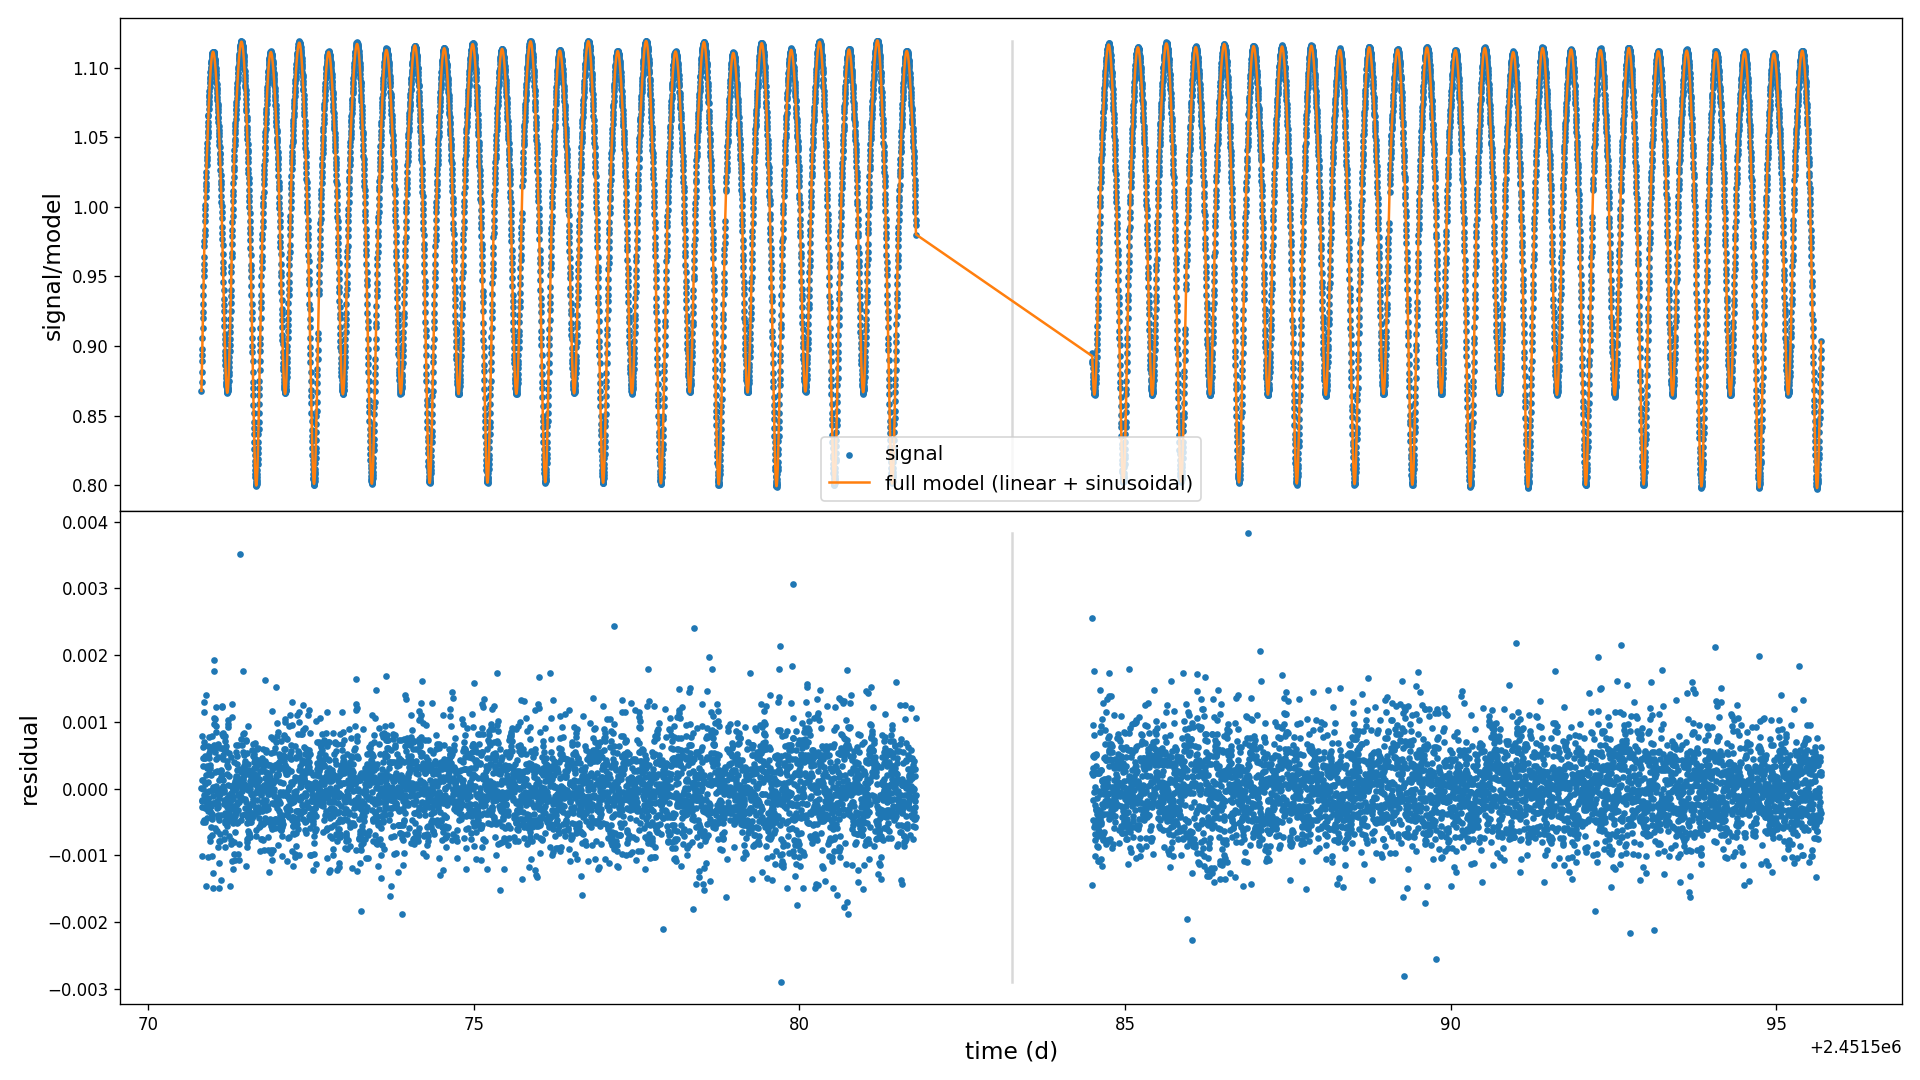 1.10
1.05
1.00
0.95
0.90
0.85
0.80
signal/model
signal
full model (linear + sinusoidal)
0.004
0.003
0.002
0.001
0.000
−0.001
−0.002
−0.003
residual
70 75 80 85 90 95
time (d)
+2.4515e6